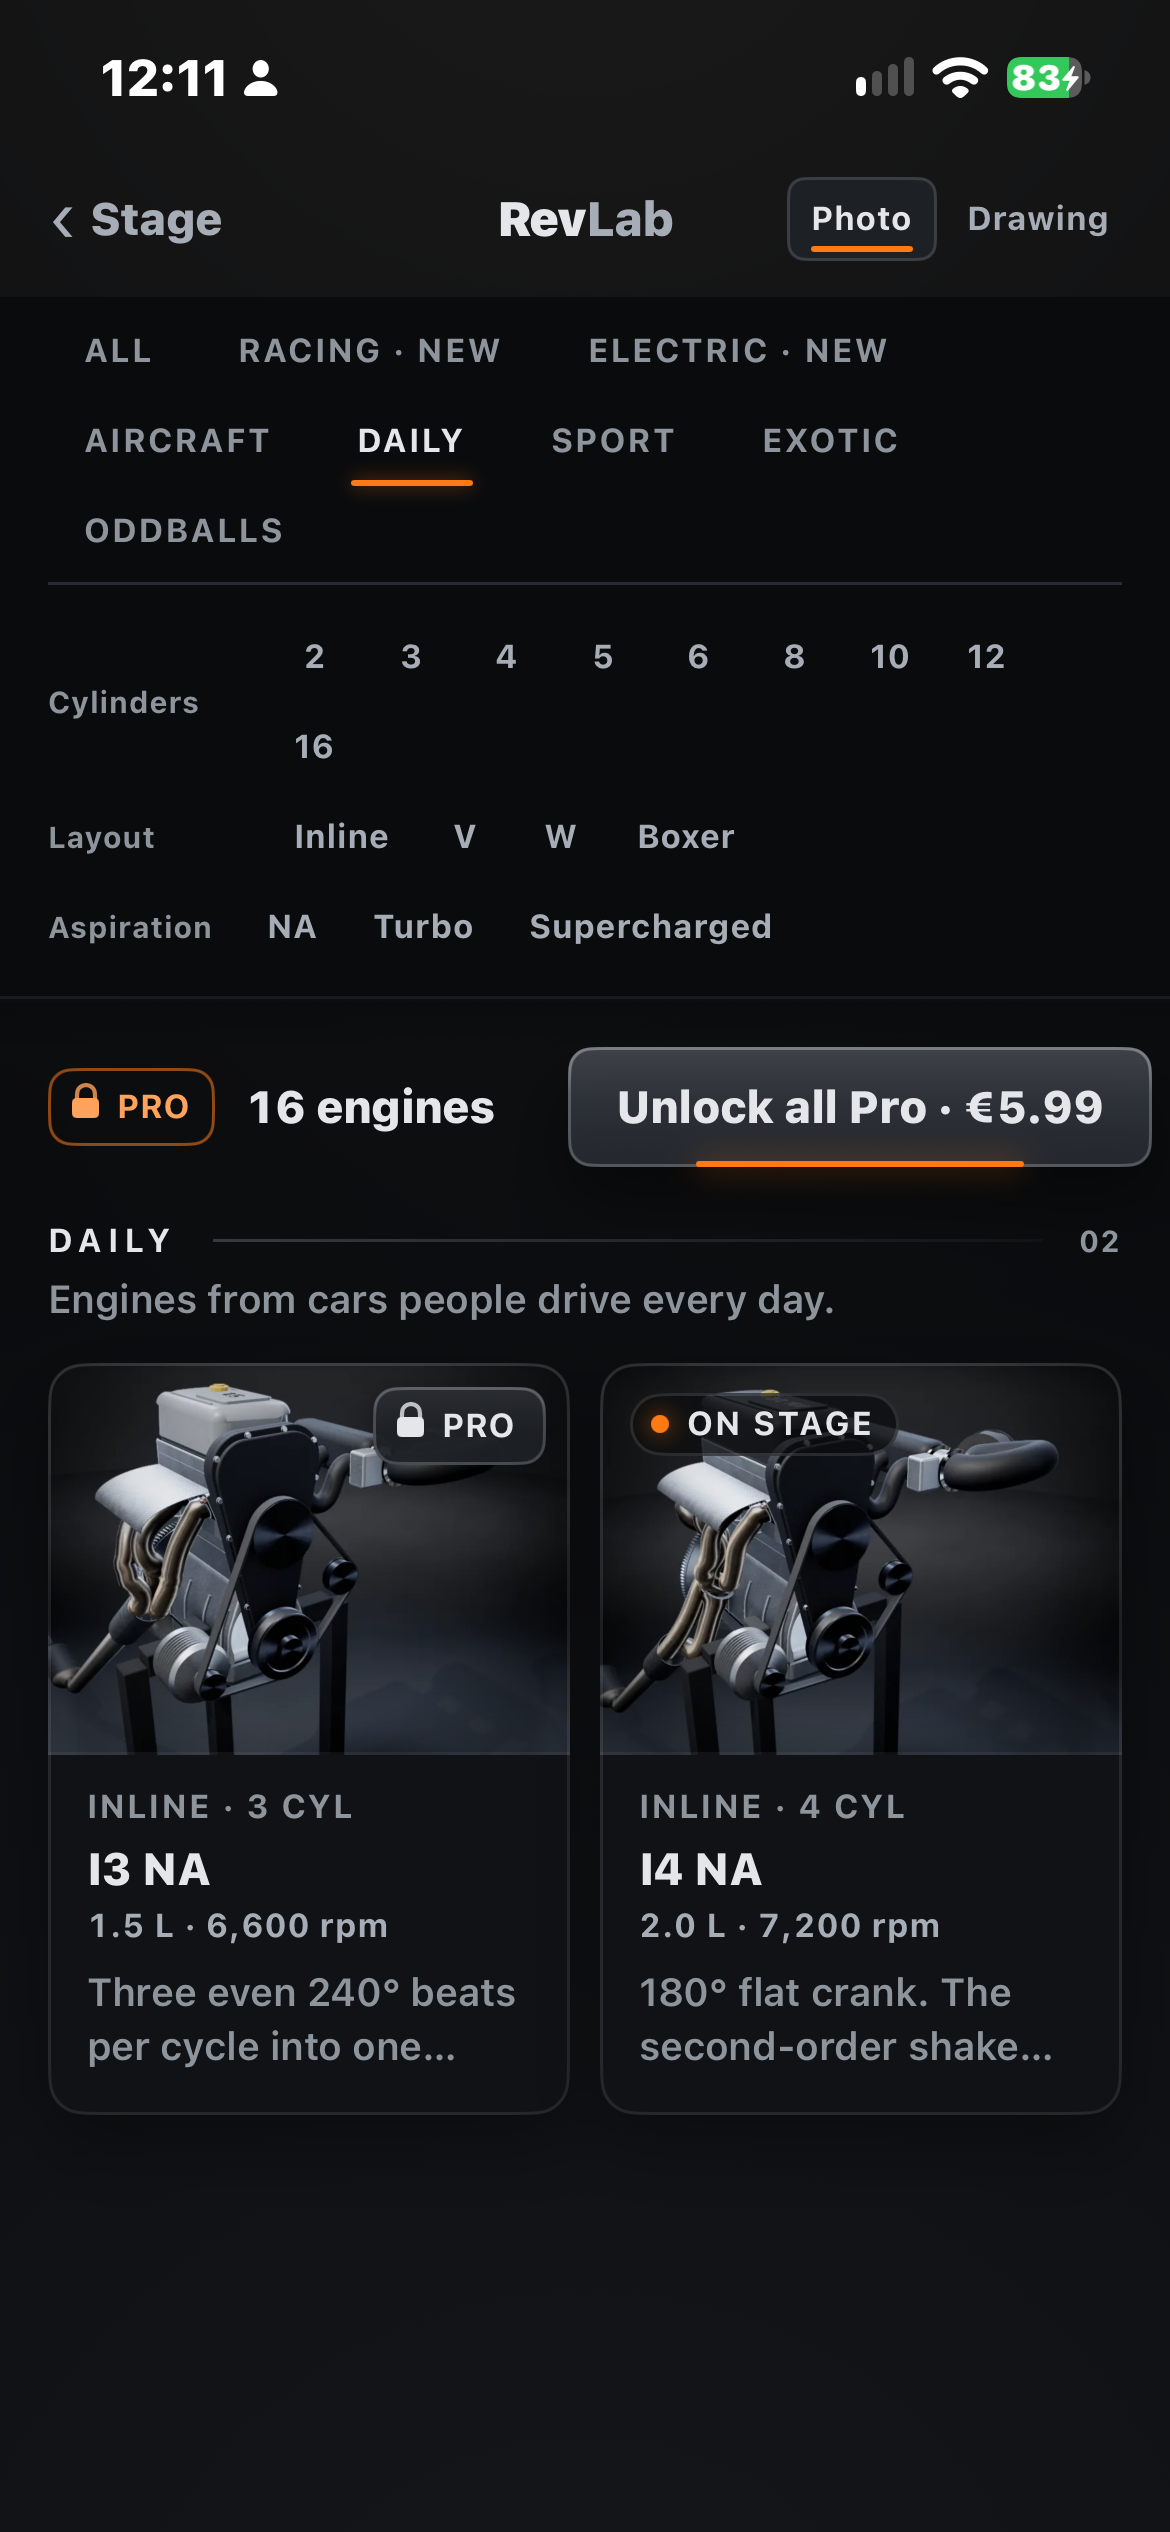 12:11
83
Stage
RevLab
Photo
Drawing
ALL
RACING · NEW
ELECTRIC · NEW
AIRCRAFT
DAILY
SPORT
EXOTIC
ODDBALLS
Cylinders
2
3
4
5
6
8
10
12
16
Layout
Inline
V
W
Boxer
Aspiration
NA
Turbo
Supercharged
PRO
16 engines
Unlock all Pro · €5.99
DAILY
02
Engines from cars people drive every day.
PRO
INLINE · 3 CYL
I3 NA
1.5 L · 6,600 rpm
Three even 240° beats
per cycle into one...
ON STAGE
INLINE · 4 CYL
I4 NA
2.0 L · 7,200 rpm
180° flat crank. The
second-order shake...